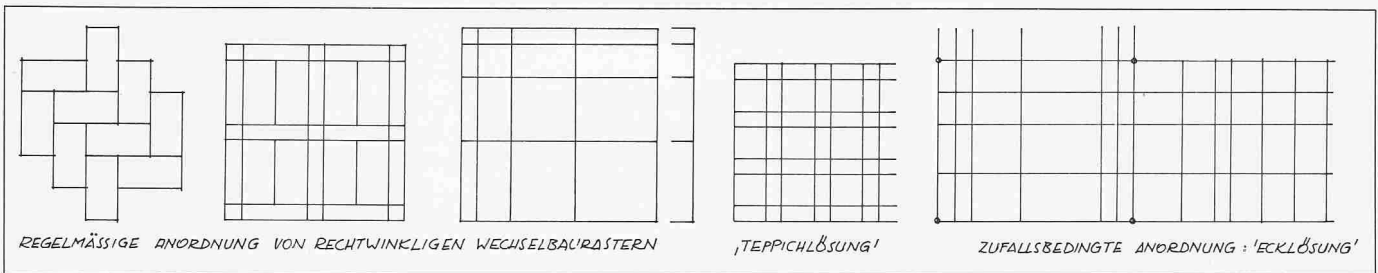 REGELMÄSSIGE ANORDNUNG VON RECHTWINKLIGEN WECHSELBAURASTERN
‚TEPPICHLÖSUNG'
ZUFALLSBEDINGTE ANORDNUNG : 'ECKLÖSUNG'